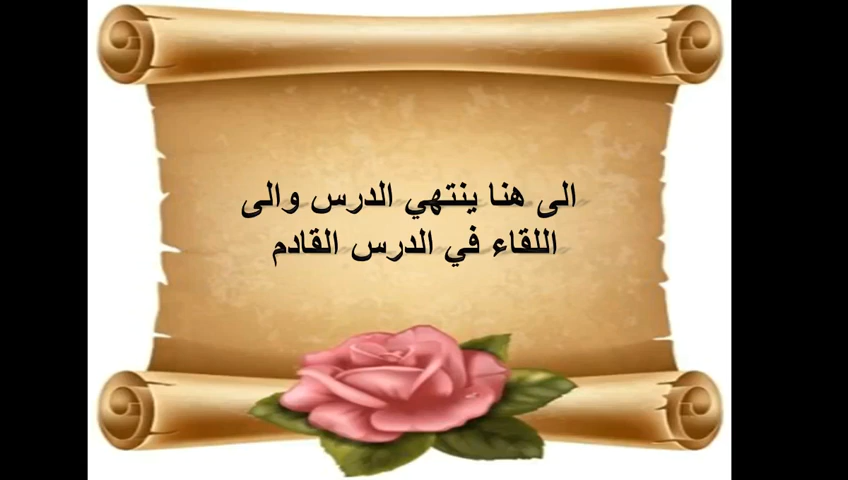 الى هنا ينتهي الدرس والى
اللقاء في الدرس القادم